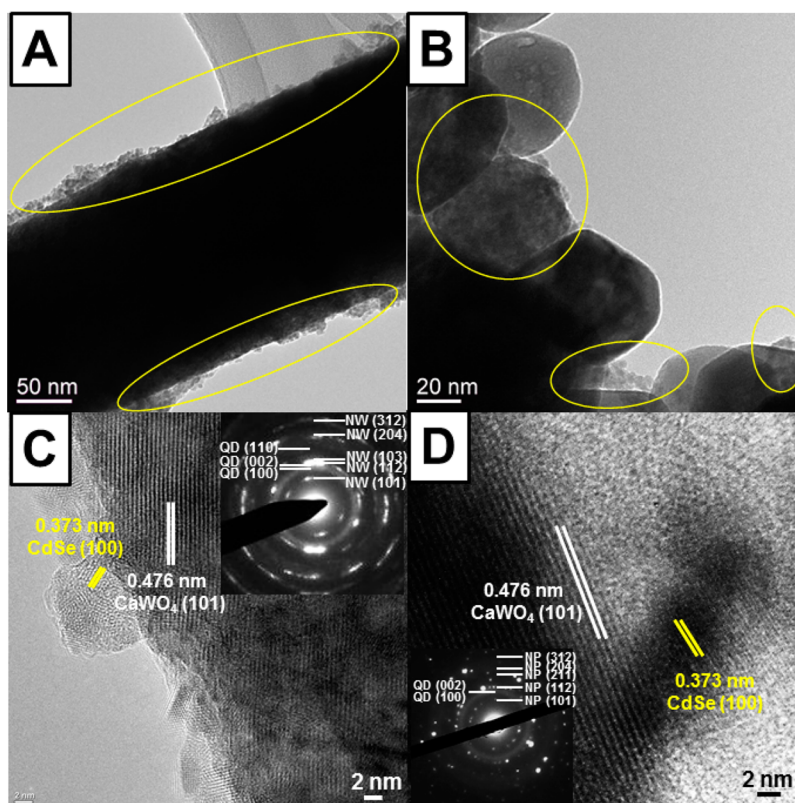 A
B
50 nm
20 nm
C
NW (312)
NW (204)
QD (110)
QD (002)
QD (100)
NW (103)
NW (112)
NW (101)
0.373 nm
CdSe (100)
0.476 nm
CaWO₄ (101)
2 nm
2 nm
D
0.476 nm
CaWO₄ (101)
0.373 nm
CdSe (100)
NP (312)
NP (204)
NP (211)
QD (002)
QD (100)
NP (112)
NP (101)
2 nm